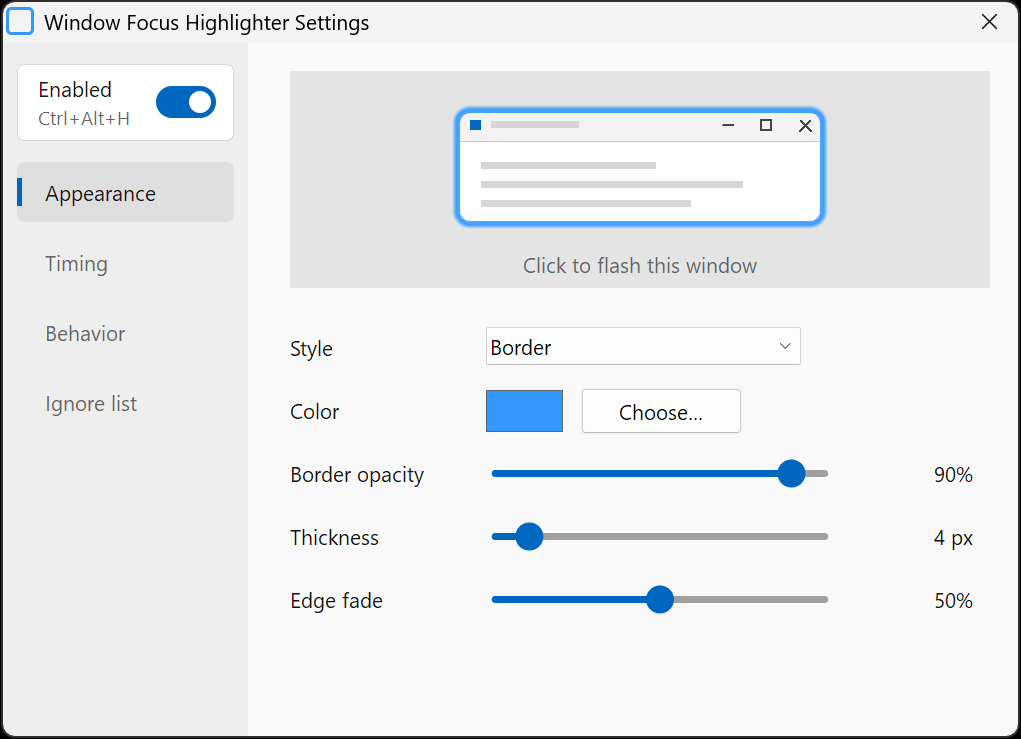 Window Focus Highlighter Settings
Enabled
Ctrl+Alt+H
Appearance
Timing
Behavior
Ignore list
Click to flash this window
Style Border
Color Choose...
Border opacity 90%
Thickness 4 px
Edge fade 50%